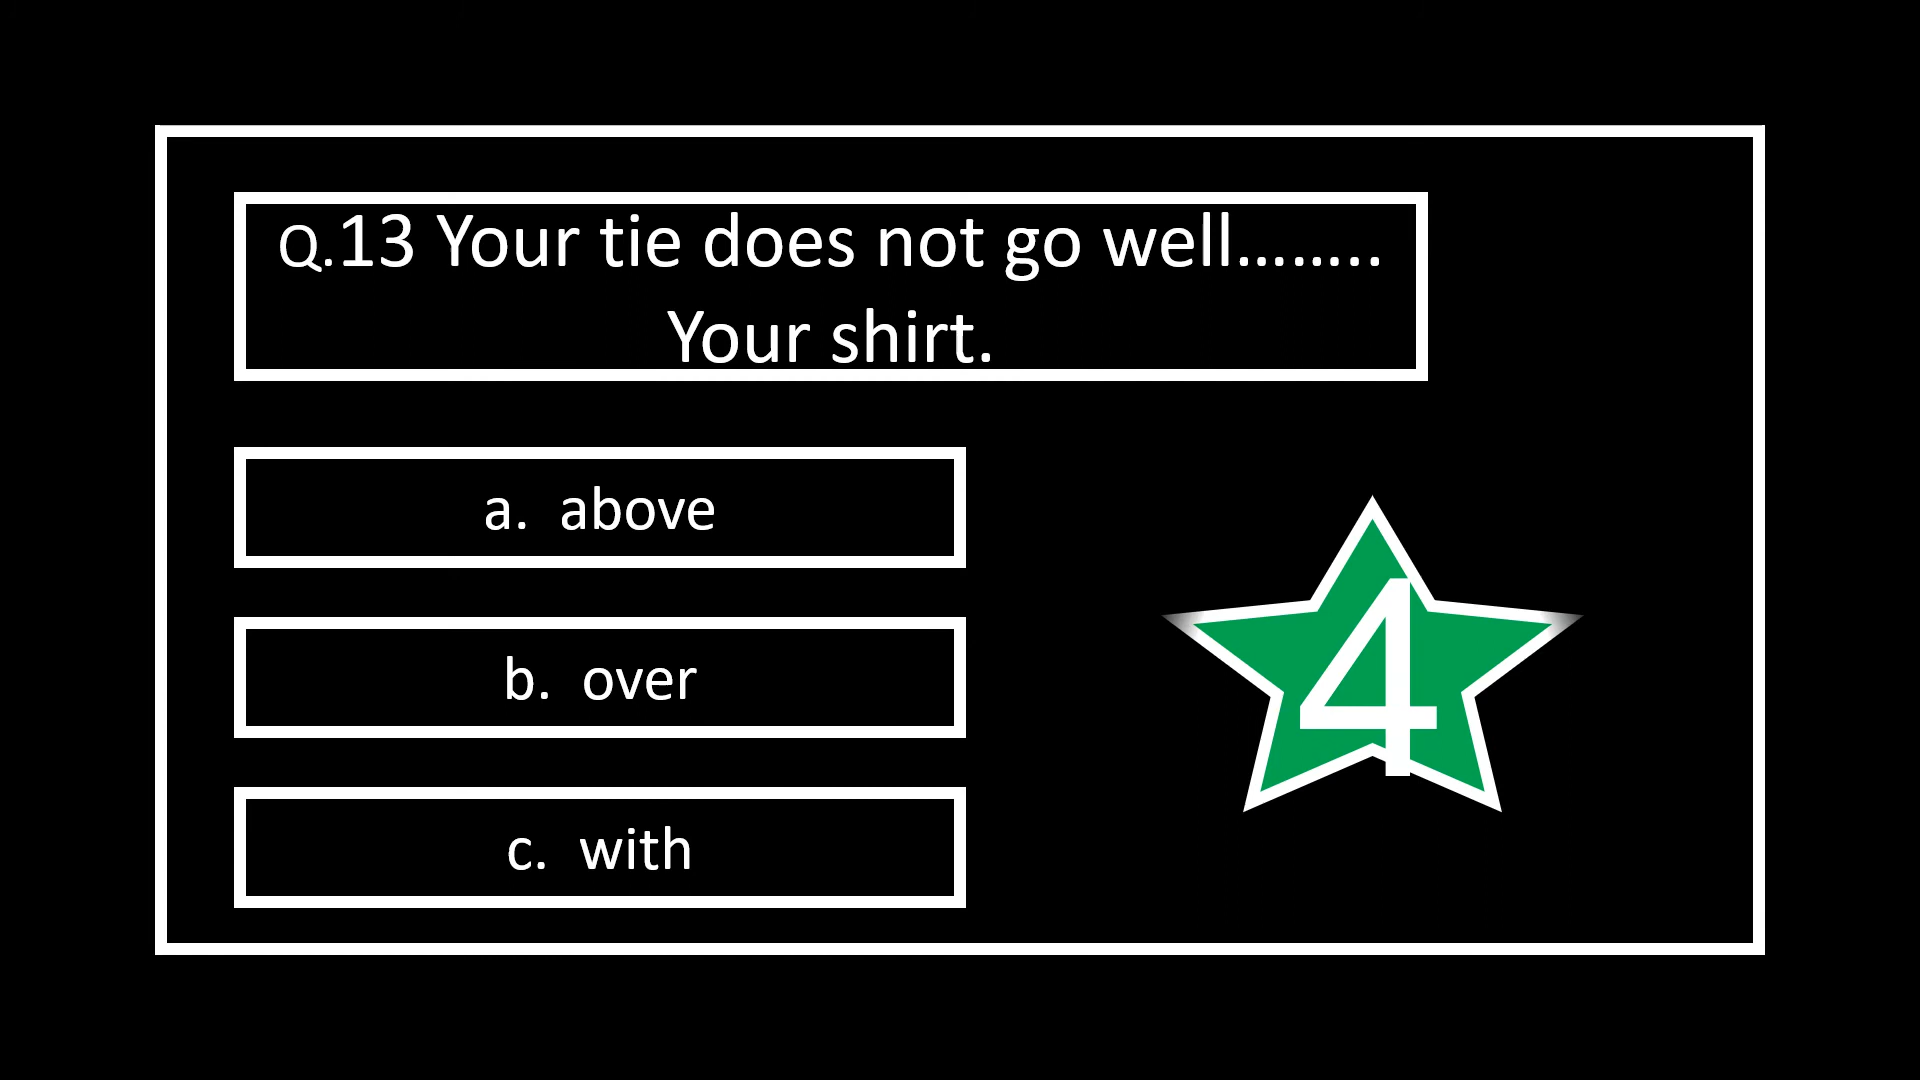 Q.13 Your tie does not go well……..
Your shirt.
a. above
b. over
c. with
4